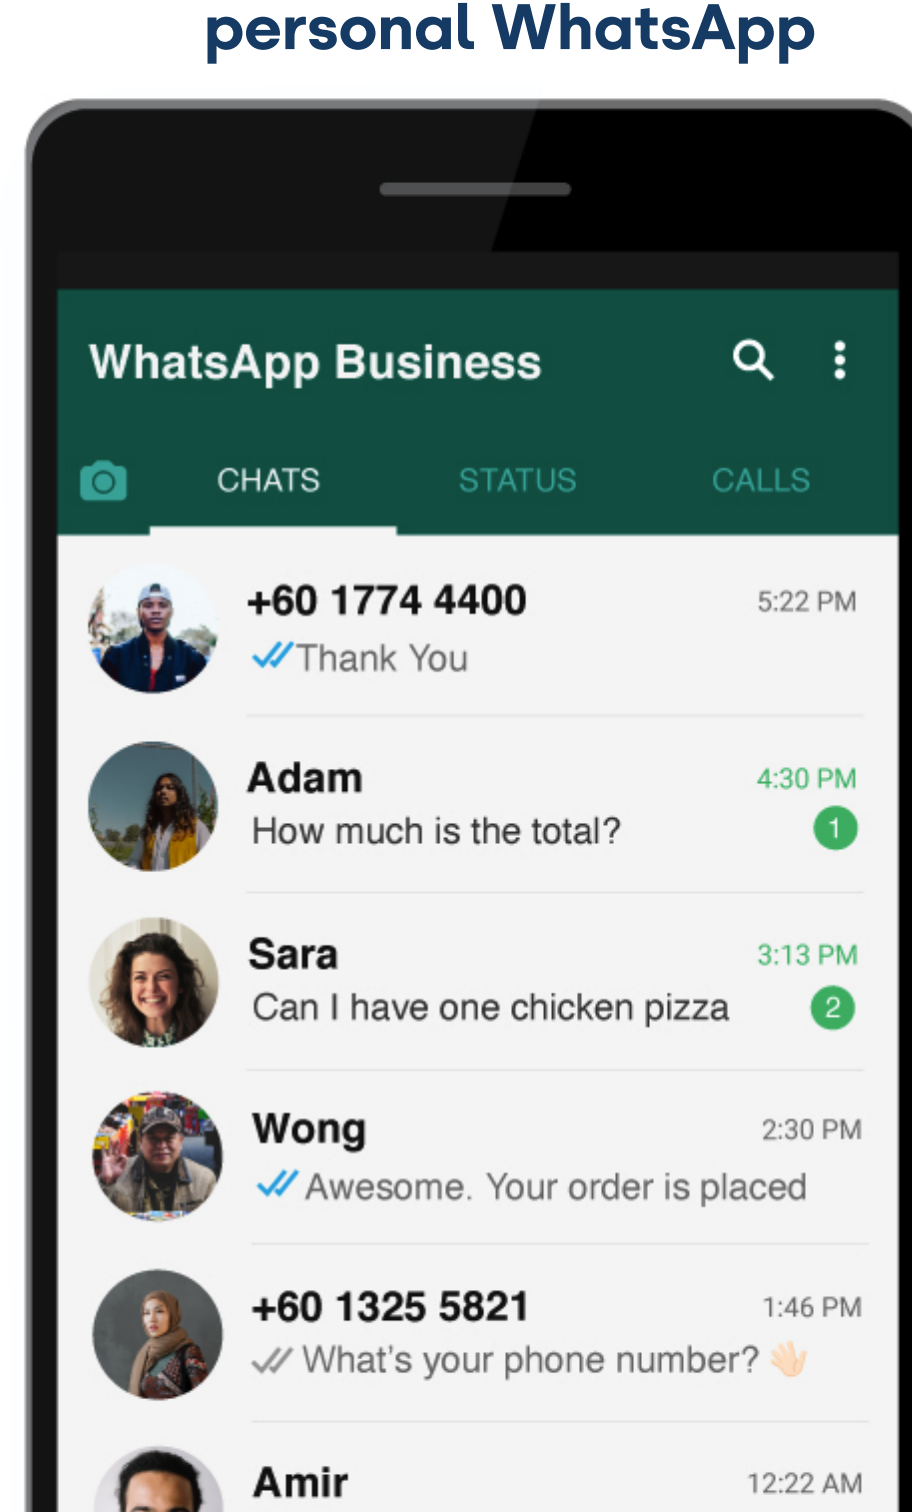 personal WhatsApp
WhatsApp Business
CHATS STATUS CALLS
+60 1774 4400 5:22 PM
Thank You
Adam 4:30 PM
How much is the total? 1
Sara 3:13 PM
Can I have one chicken pizza 2
Wong 2:30 PM
Awesome. Your order is placed
+60 1325 5821 1:46 PM
What's your phone number? 👋🏻
Amir 12:22 AM